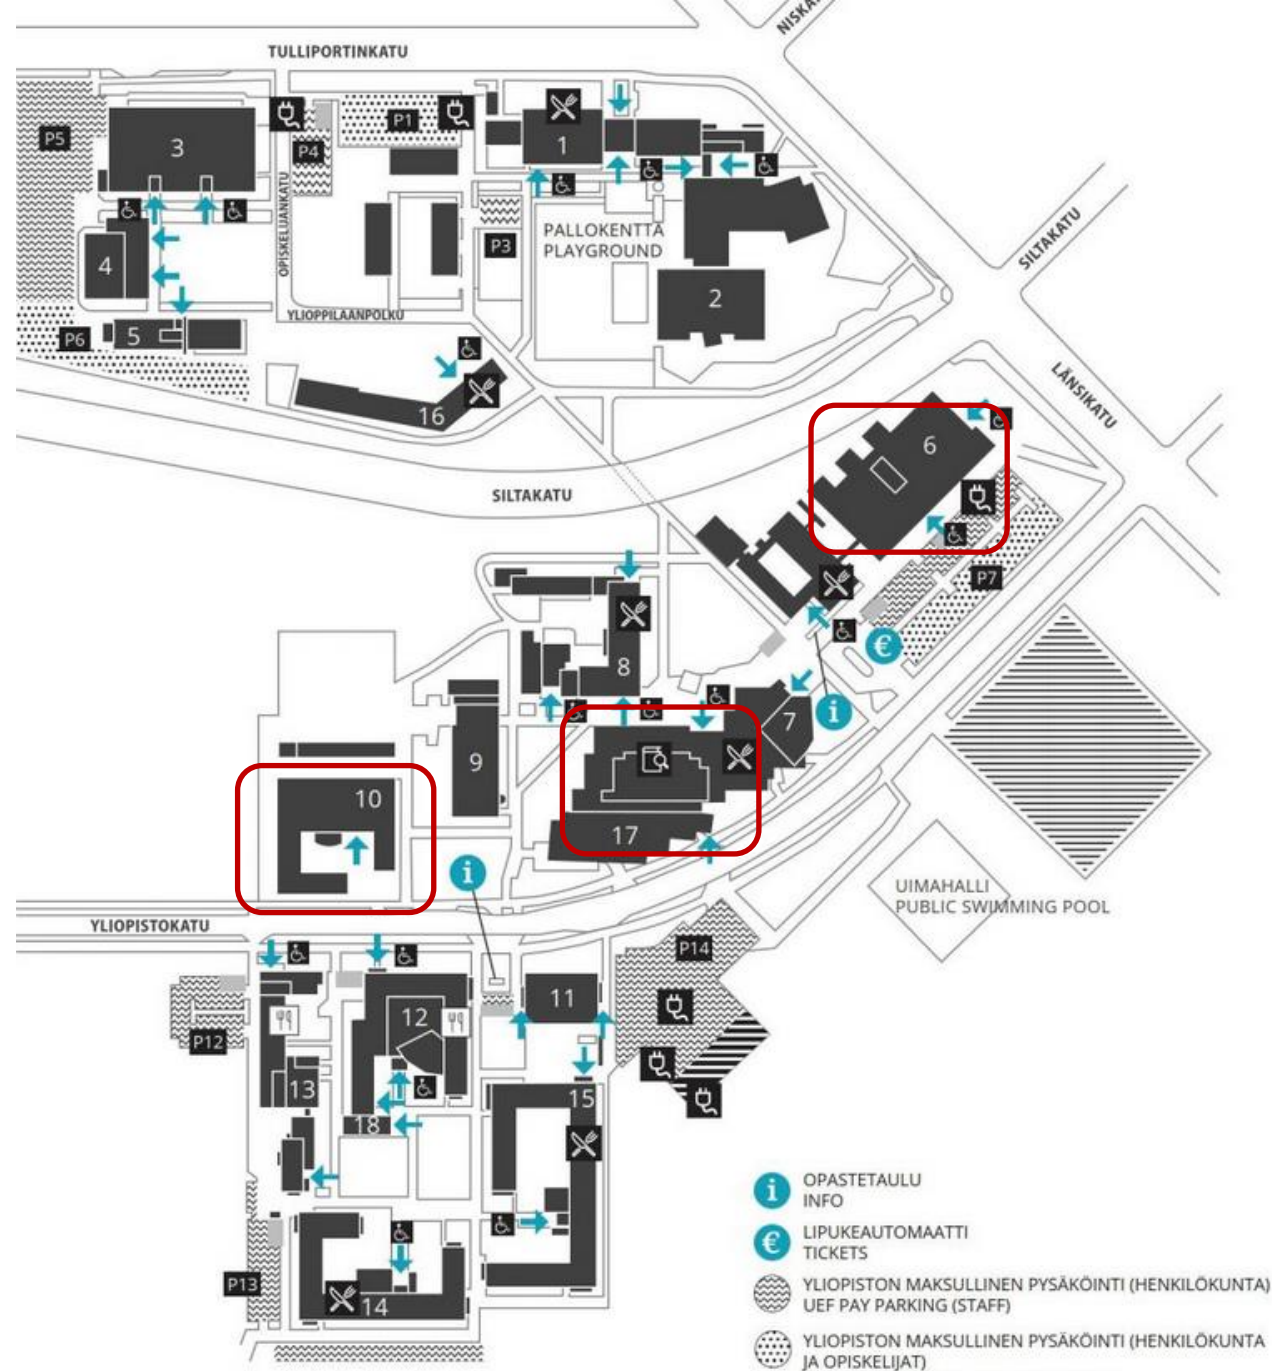 NISKA
TULLIPORTINKATU
P5
3
P4
P1
1
OPISKELIJANKATU
P3
PALLOKENTTÄ
PLAYGROUND
SILTAKATU
4
2
YLIOPPILAANPOLKU
P6
5
LÄNSIKATU
16
6
SILTAKATU
P7
€
8
7
i
9
10
17
i
UIMAHALLI
PUBLIC SWIMMING POOL
YLIOPISTOKATU
P14
11
12
P12
13
15
18
P13
14
i
OPASTETAULU
INFO
€
LIPUKEAUTOMAATTI
TICKETS
YLIOPISTON MAKSULLINEN PYSÄKÖINTI (HENKILÖKUNTA)
UEF PAY PARKING (STAFF)
YLIOPISTON MAKSULLINEN PYSÄKÖINTI (HENKILÖKUNTA
JA OPISKELIJAT)